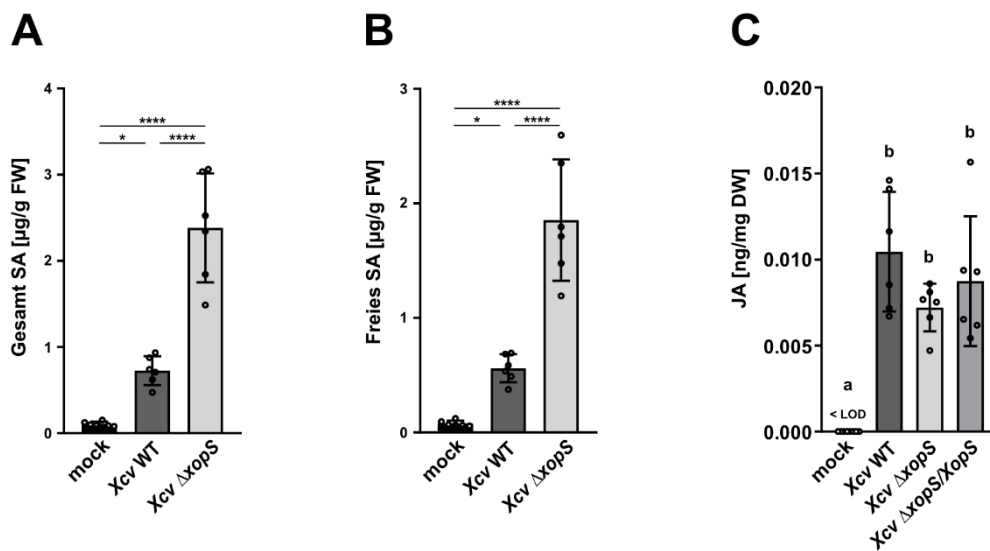 A
Gesamt SA [µg/g FW]
4
3
2
1
0
****
*
****
mock
Xcv WT
Xcv ΔxopS
B
Freies SA [µg/g FW]
3
2
1
0
****
*
****
mock
Xcv WT
Xcv ΔxopS
C
JA [ng/mg DW]
0.020
0.015
0.010
0.005
0.000
a
< LOD
b
b
b
mock
Xcv WT
Xcv ΔxopS
Xcv ΔxopS/XopS